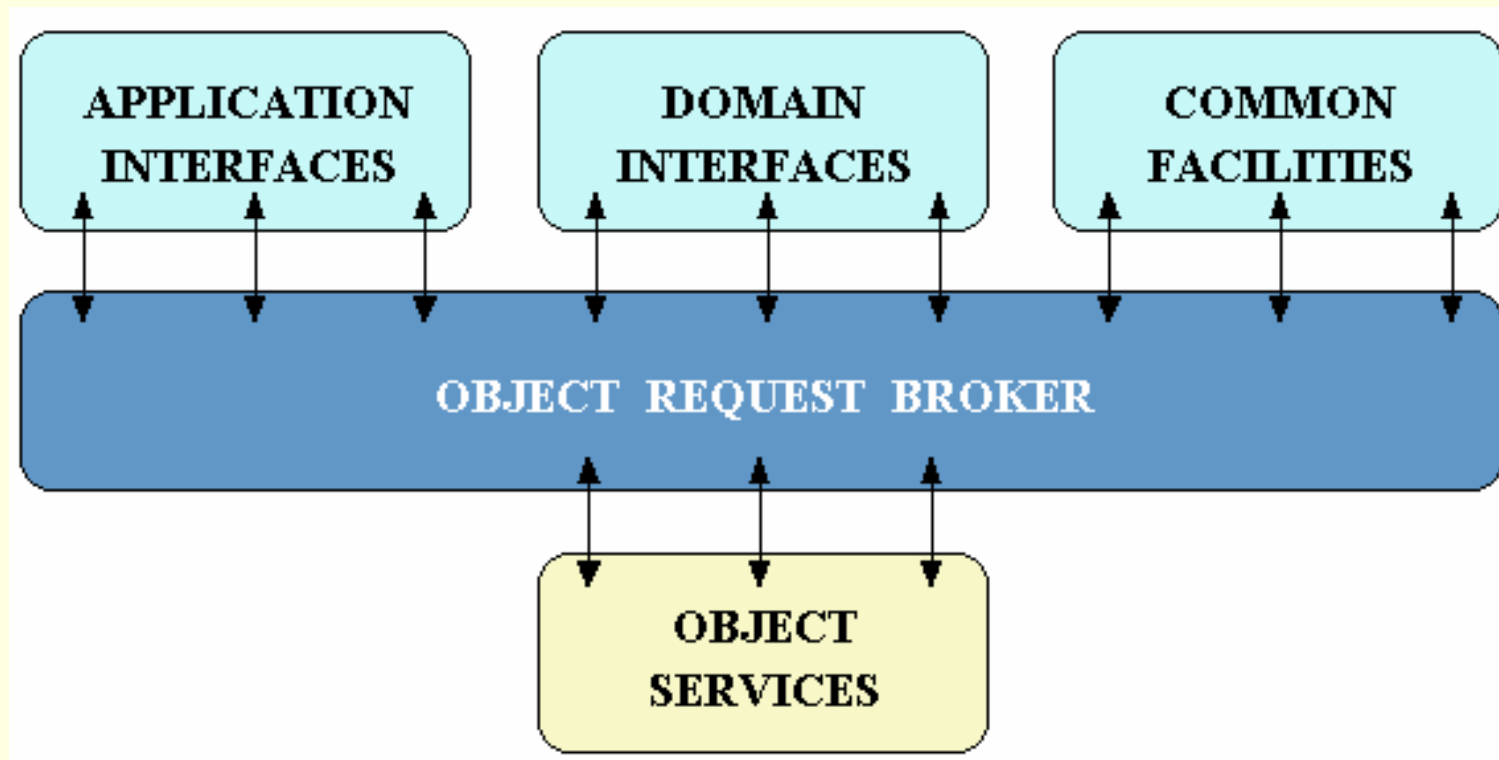 APPLICATION
INTERFACES
DOMAIN
INTERFACES
COMMON
FACILITIES
OBJECT REQUEST BROKER
OBJECT
SERVICES